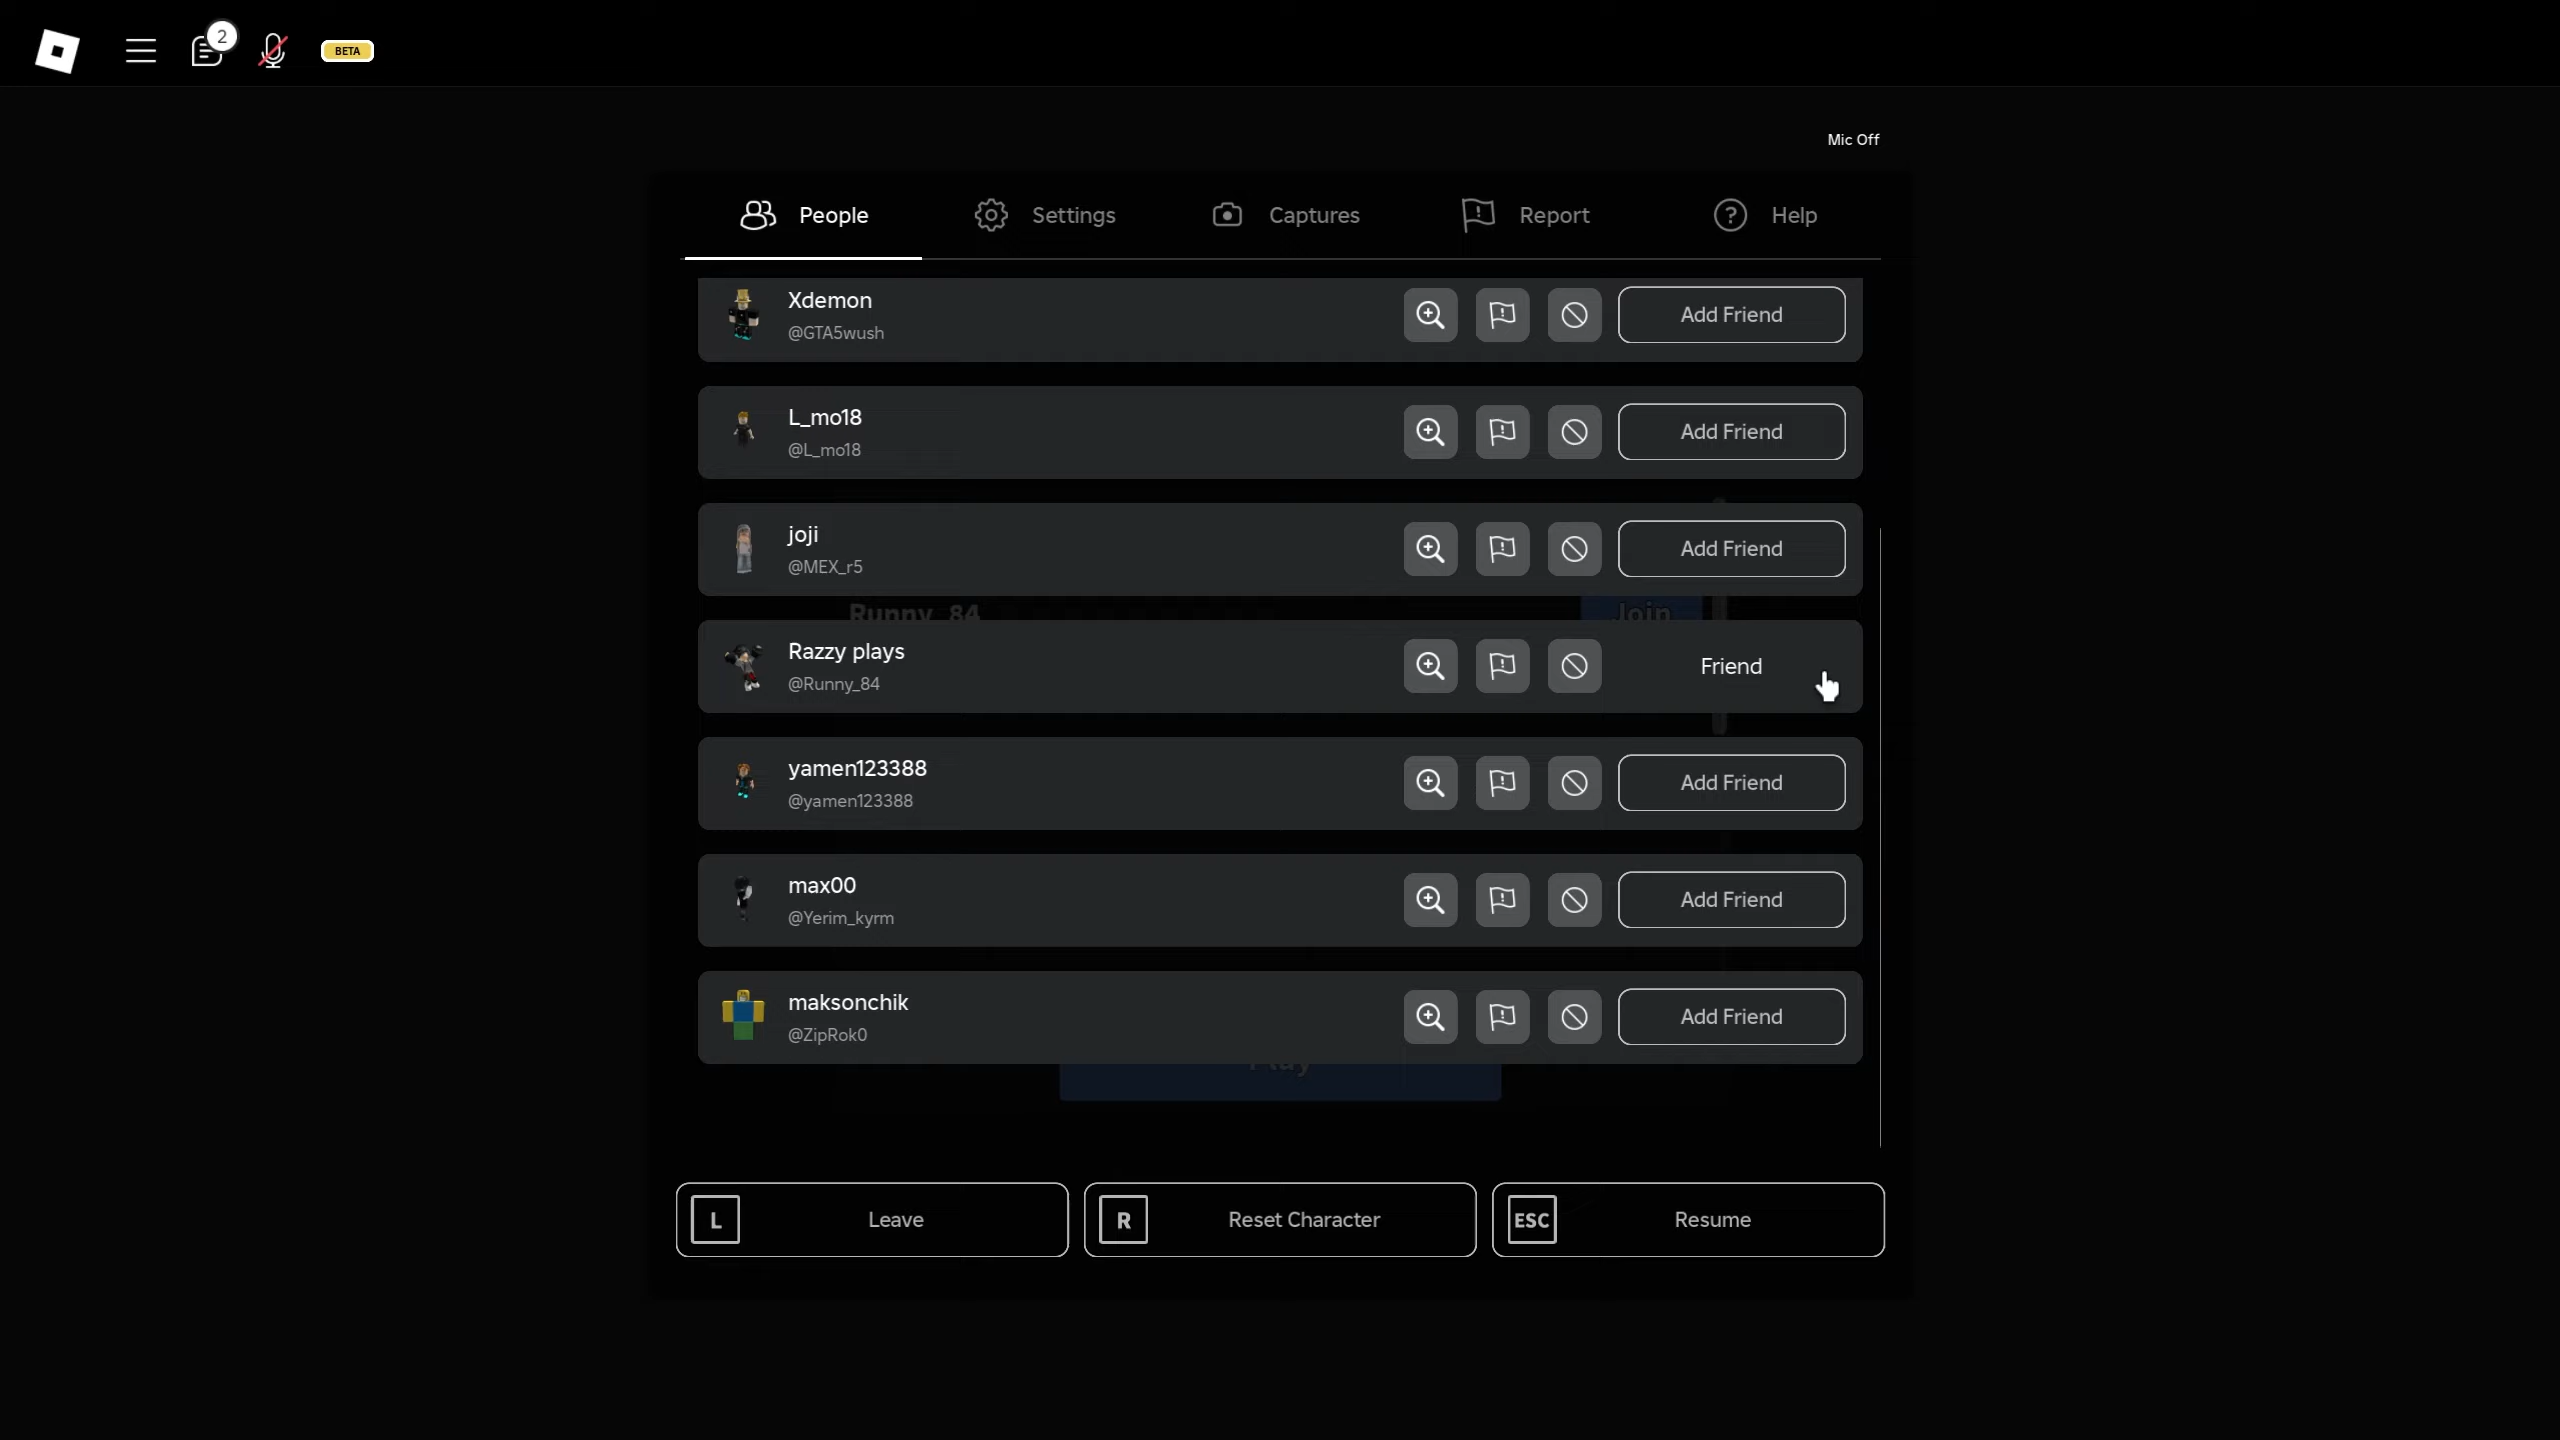 2
BETA
Mic Off
People
Settings
Captures
Report
Help
Xdemon
@GTA5wush
Add Friend
L_mo18
@L_mo18
Add Friend
joji
@MEX_r5
Add Friend
Runny_84
Join
Razzy plays
@Runny_84
Friend
yamen123388
@yamen123388
Add Friend
max00
@Yerim_kyrm
Add Friend
maksonchik
@ZipRok0
Add Friend
Play
L
Leave
R
Reset Character
ESC
Resume